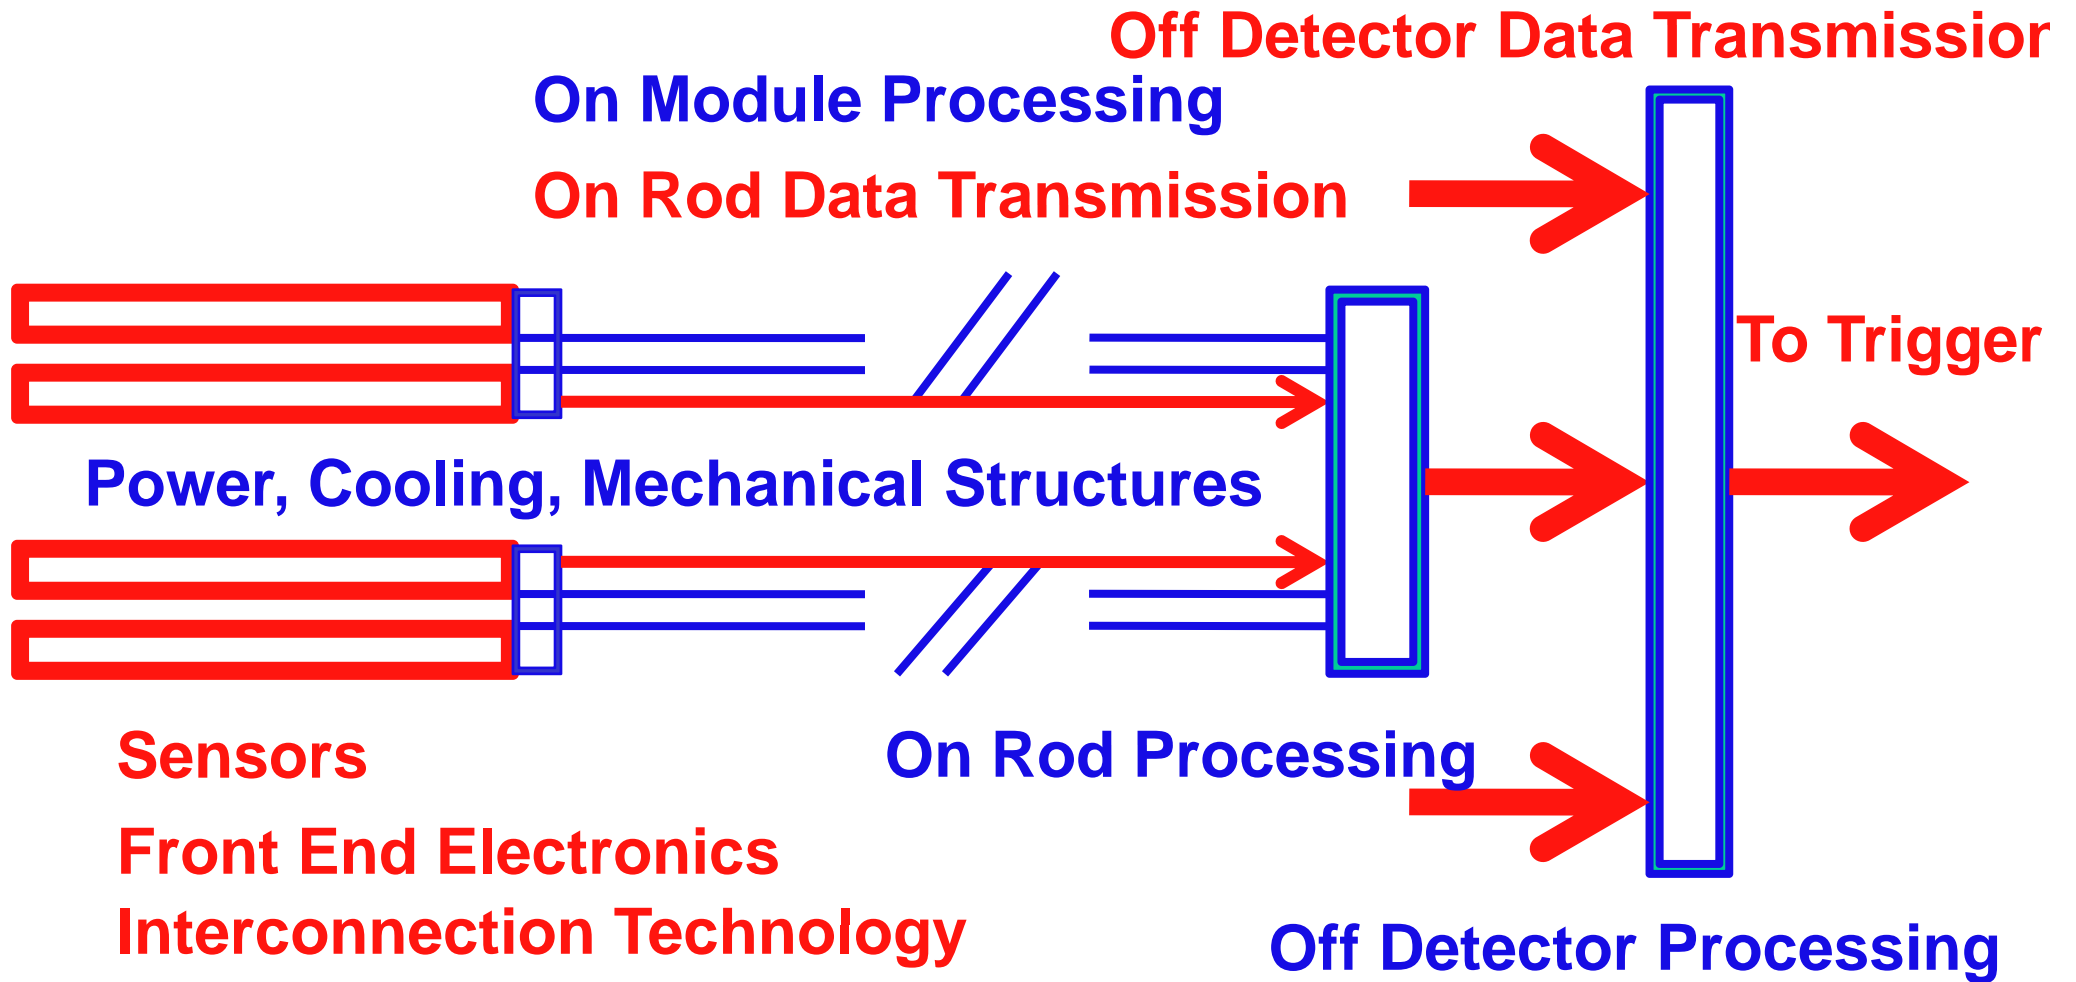 Off Detector Data Transmission
On Module Processing
On Rod Data Transmission
To Trigger
Power, Cooling, Mechanical Structures
Sensors
On Rod Processing
Front End Electronics
Interconnection Technology
Off Detector Processing